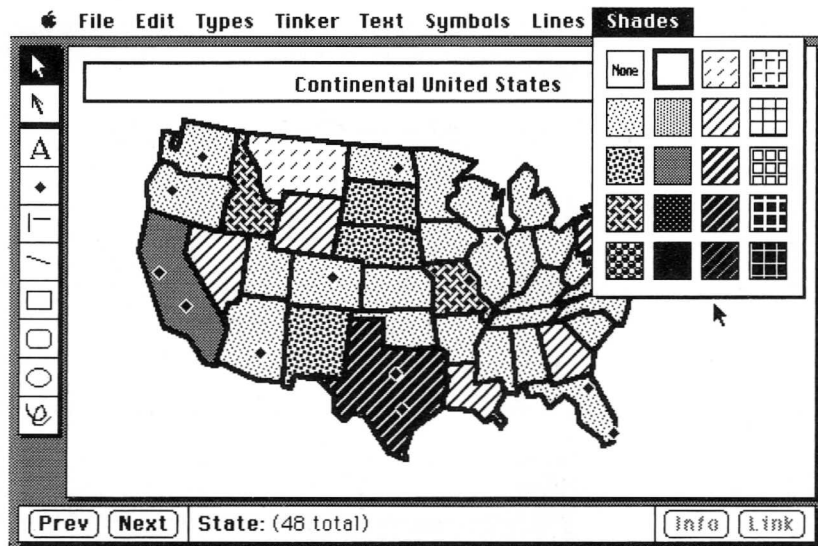 File Edit Types Tinker Text Symbols Lines Shades
None
Continental United States
A
Prev Next State: (48 total) Info Link